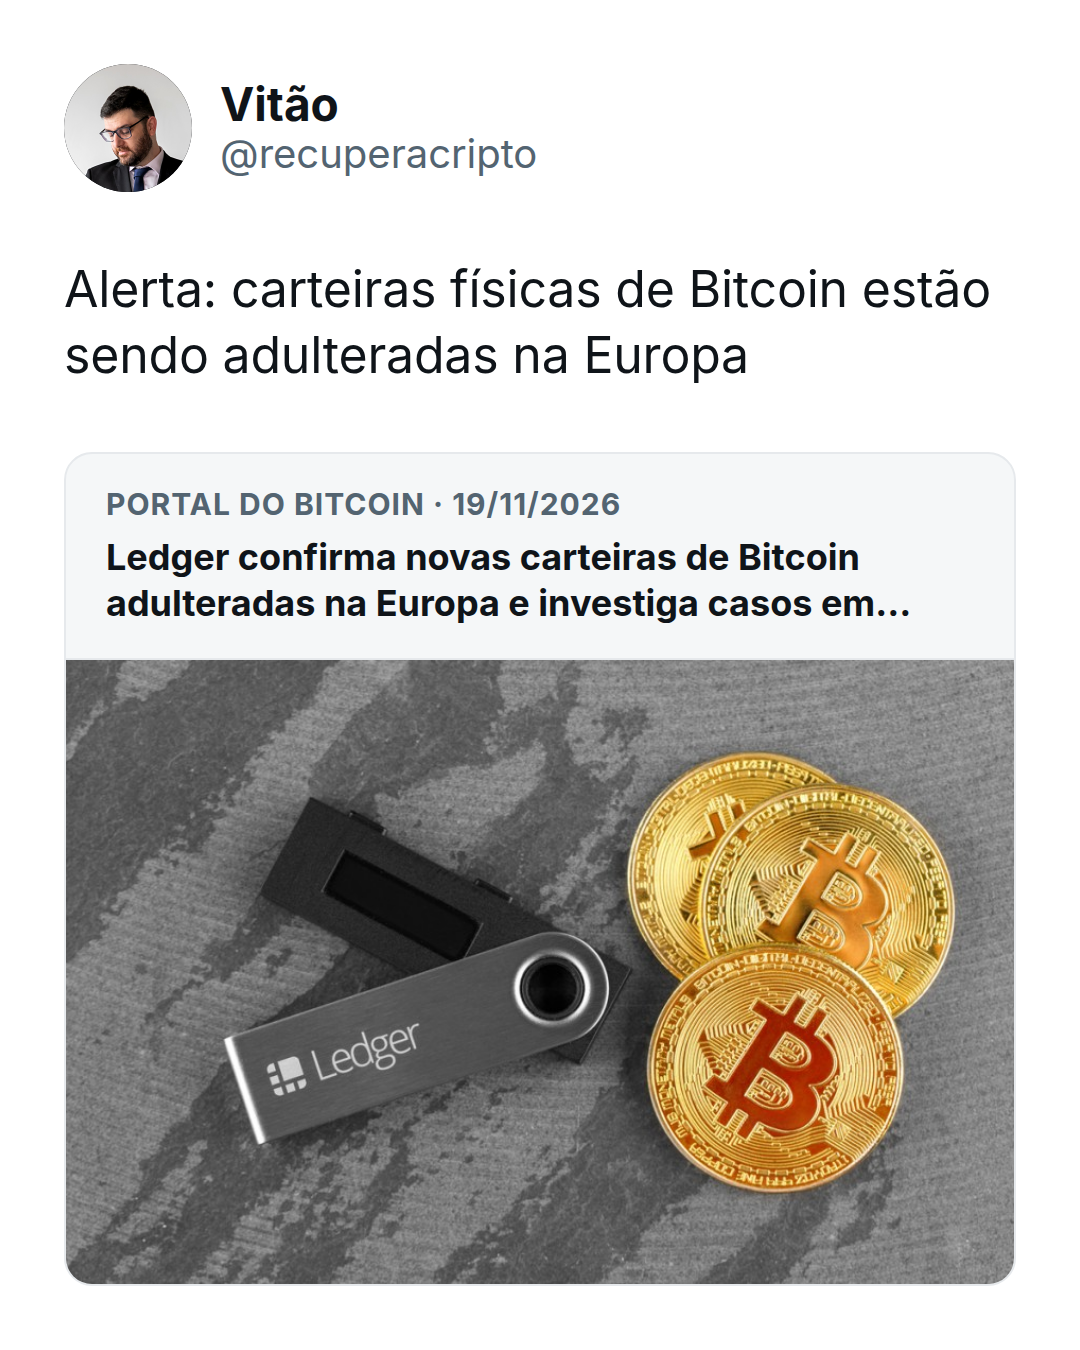 Vitão
@recuperacripto
Alerta: carteiras físicas de Bitcoin estão
sendo adulteradas na Europa
PORTAL DO BITCOIN · 19/11/2026
Ledger confirma novas carteiras de Bitcoin
adulteradas na Europa e investiga casos em...
Ledger